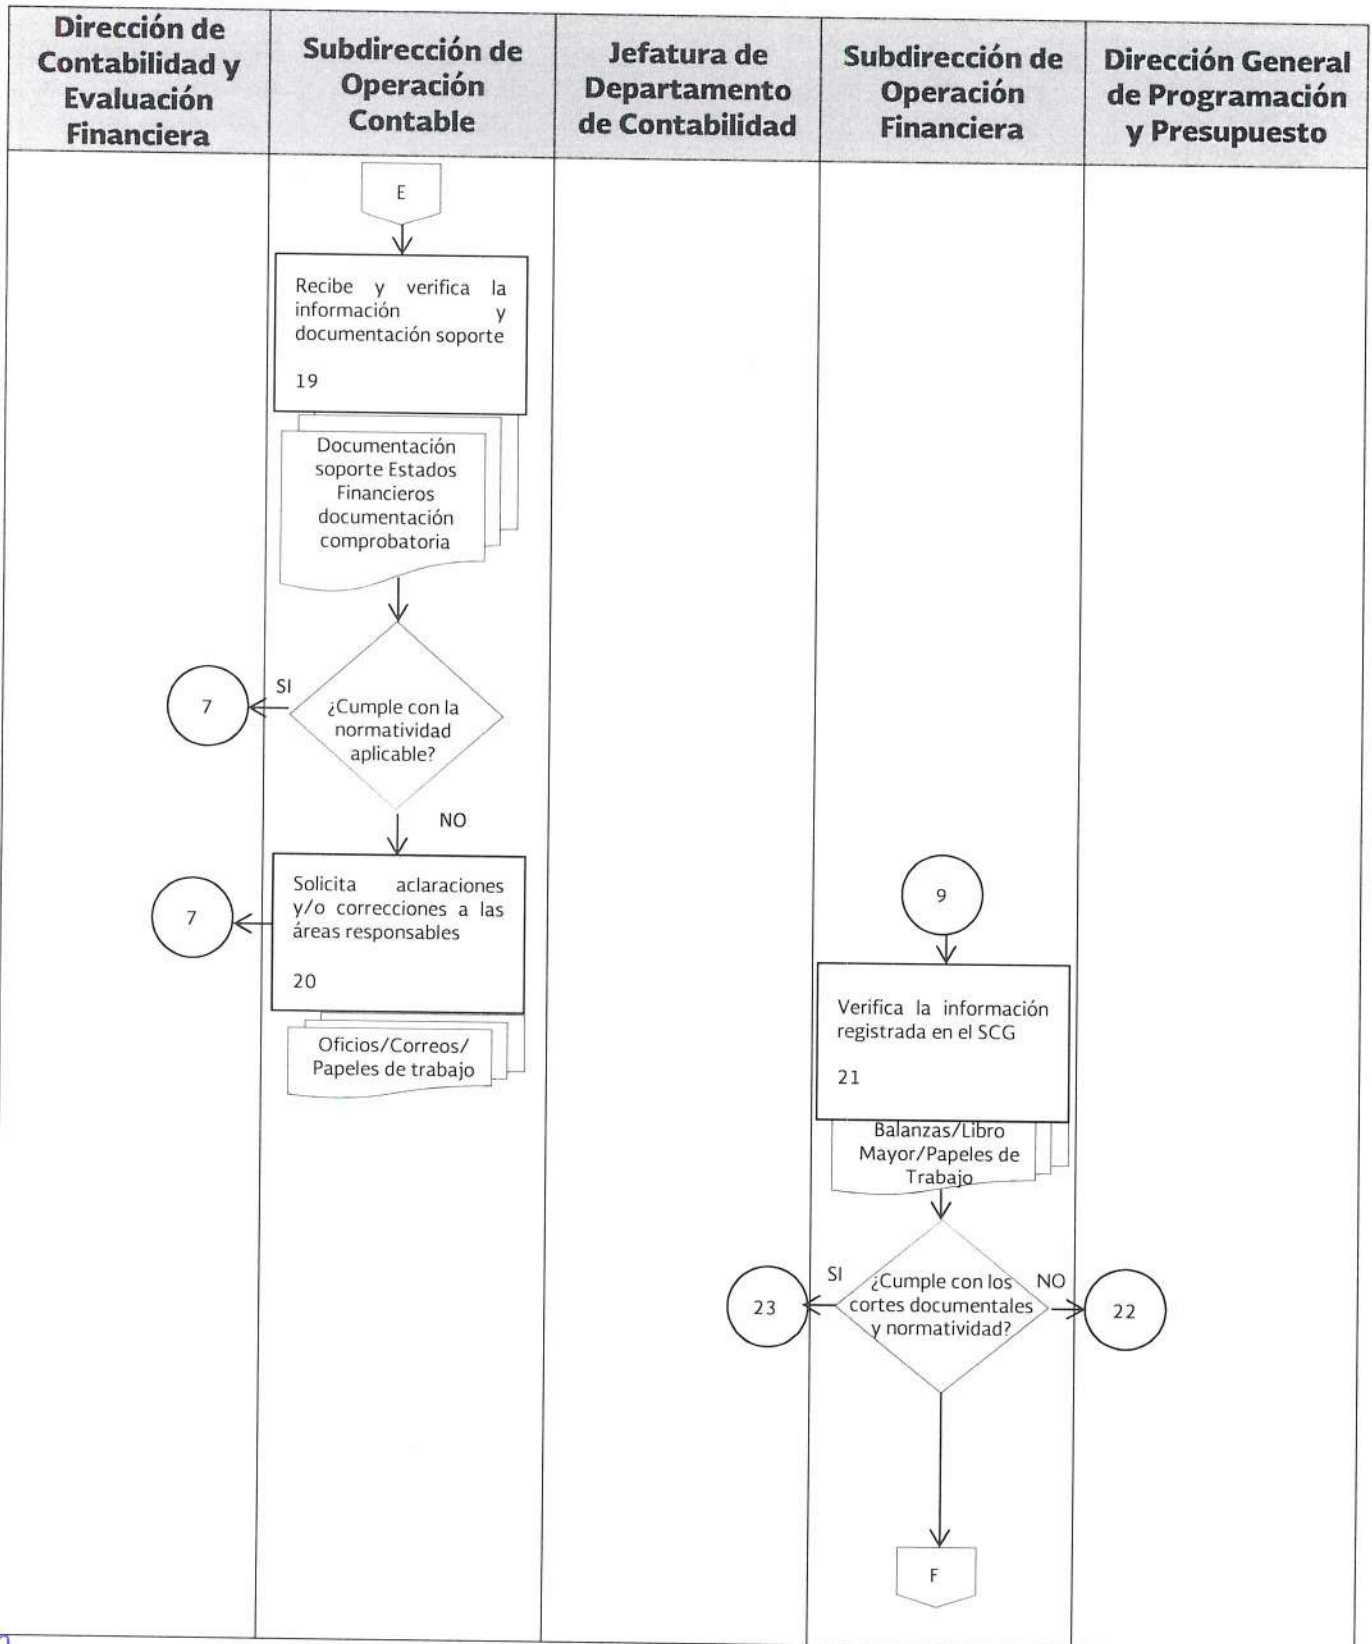 Dirección de
Contabilidad y
Evaluación
Financiera
Subdirección de
Operación
Contable
Jefatura de
Departamento
de Contabilidad
Subdirección de
Operación
Financiera
Dirección General
de Programación
y Presupuesto
E
Recibe y verifica la
información y
documentación soporte
19
Documentación
soporte Estados
Financieros
documentación
comprobatoria
7
SI
¿Cumple con la
normatividad
aplicable?
NO
7
Solicita aclaraciones
y/o correcciones a las
áreas responsables
20
Oficios/Correos/
Papeles de trabajo
9
Verifica la información
registrada en el SCG
21
Balanzas/Libro
Mayor/Papeles de
Trabajo
23
SI
¿Cumple con los
cortes documentales
y normatividad?
NO
22
F